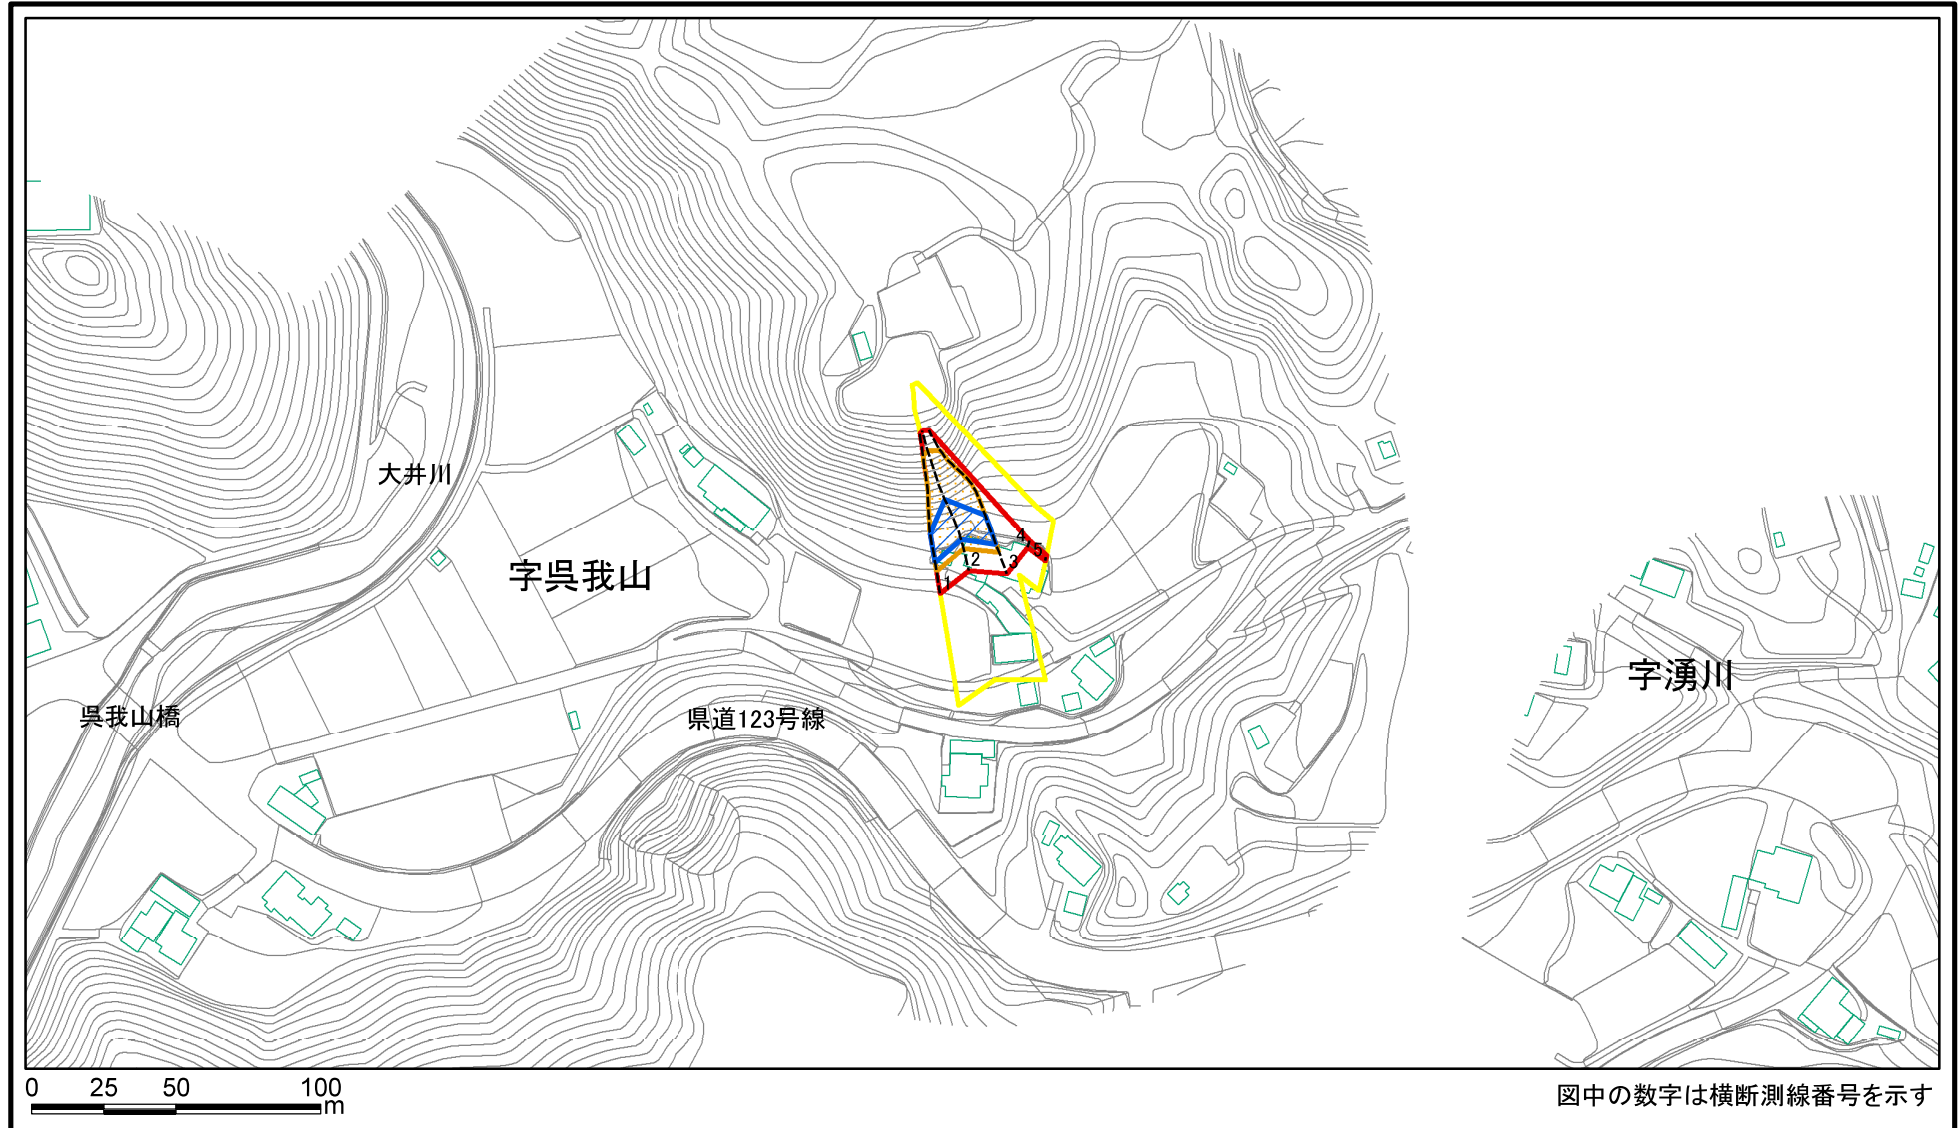 大井川
4
5
2
3
1
字呉我山
字湧川
呉我山橋
県道123号線
0 25 50 100
m
図中の数字は横断測線番号を示す